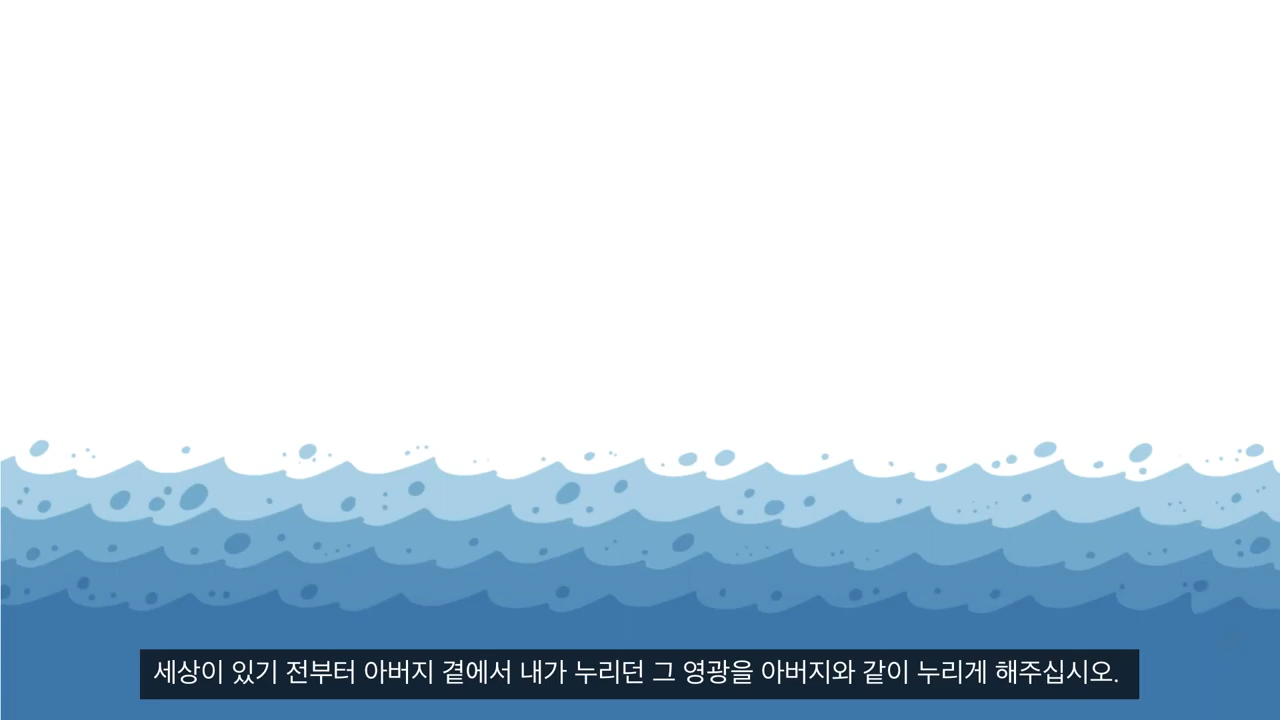 세상이 있기 전부터 아버지 곁에서 내가 누리던 그 영광을 아버지와 같이 누리게 해주십시오.